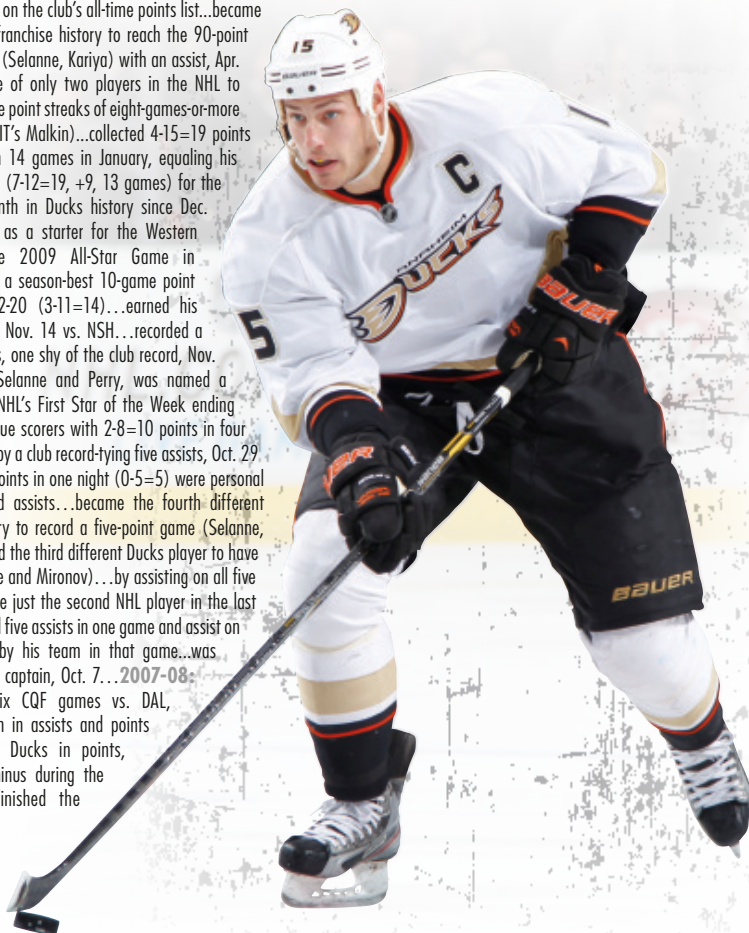 on the club's all-time points list...became
franchise history to reach the 90-point
(Selanne, Kariya) with an assist, Apr.
of only two players in the NHL to
point streaks of eight-games-or-more
Malkin)...collected 4-15=19 points
14 games in January, equaling his
(7-12=19, +9, 13 games) for the
in Ducks history since Dec.
as a starter for the Western
2009 All-Star Game in
a season-best 10-game point
(3-11=14)…earned his
Nov. 14 vs. NSH…recorded a
one shy of the club record, Nov.
Selanne and Perry, was named a
NHL's First Star of the Week ending
scorers with 2-8=10 points in four
by a club record-tying five assists, Oct. 29
points in one night (0-5=5) were personal
assists…became the fourth different
to record a five-point game (Selanne,
the third different Ducks player to have
and Mironov)…by assisting on all five
just the second NHL player in the last
five assists in one game and assist on
by his team in that game...was
captain, Oct. 7…2007-08:
CQF games vs. DAL,
in assists and points
Ducks in points,
during the
the
15
BAUER
C
ANAHEIM
DUCKS
5
BAUER
BAUER